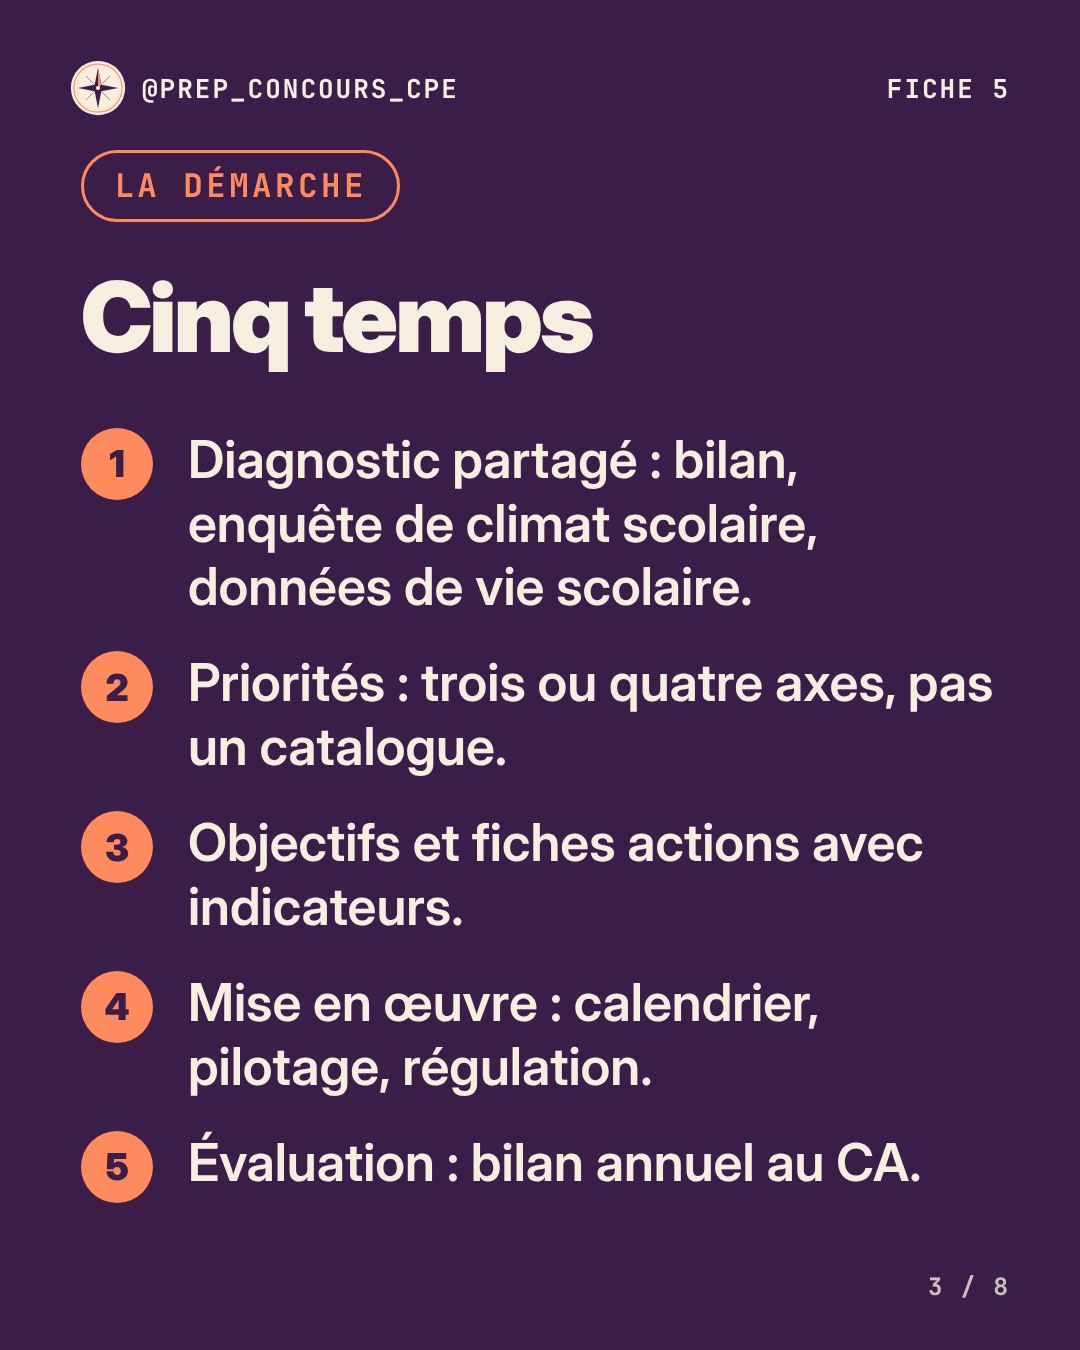 @PREP_CONCOURS_CPE
FICHE 5
LA DÉMARCHE
Cinq temps
1 Diagnostic partagé : bilan,
enquête de climat scolaire,
données de vie scolaire.
2 Priorités : trois ou quatre axes, pas
un catalogue.
3 Objectifs et fiches actions avec
indicateurs.
4 Mise en œuvre : calendrier,
pilotage, régulation.
5 Évaluation : bilan annuel au CA.
3 / 8